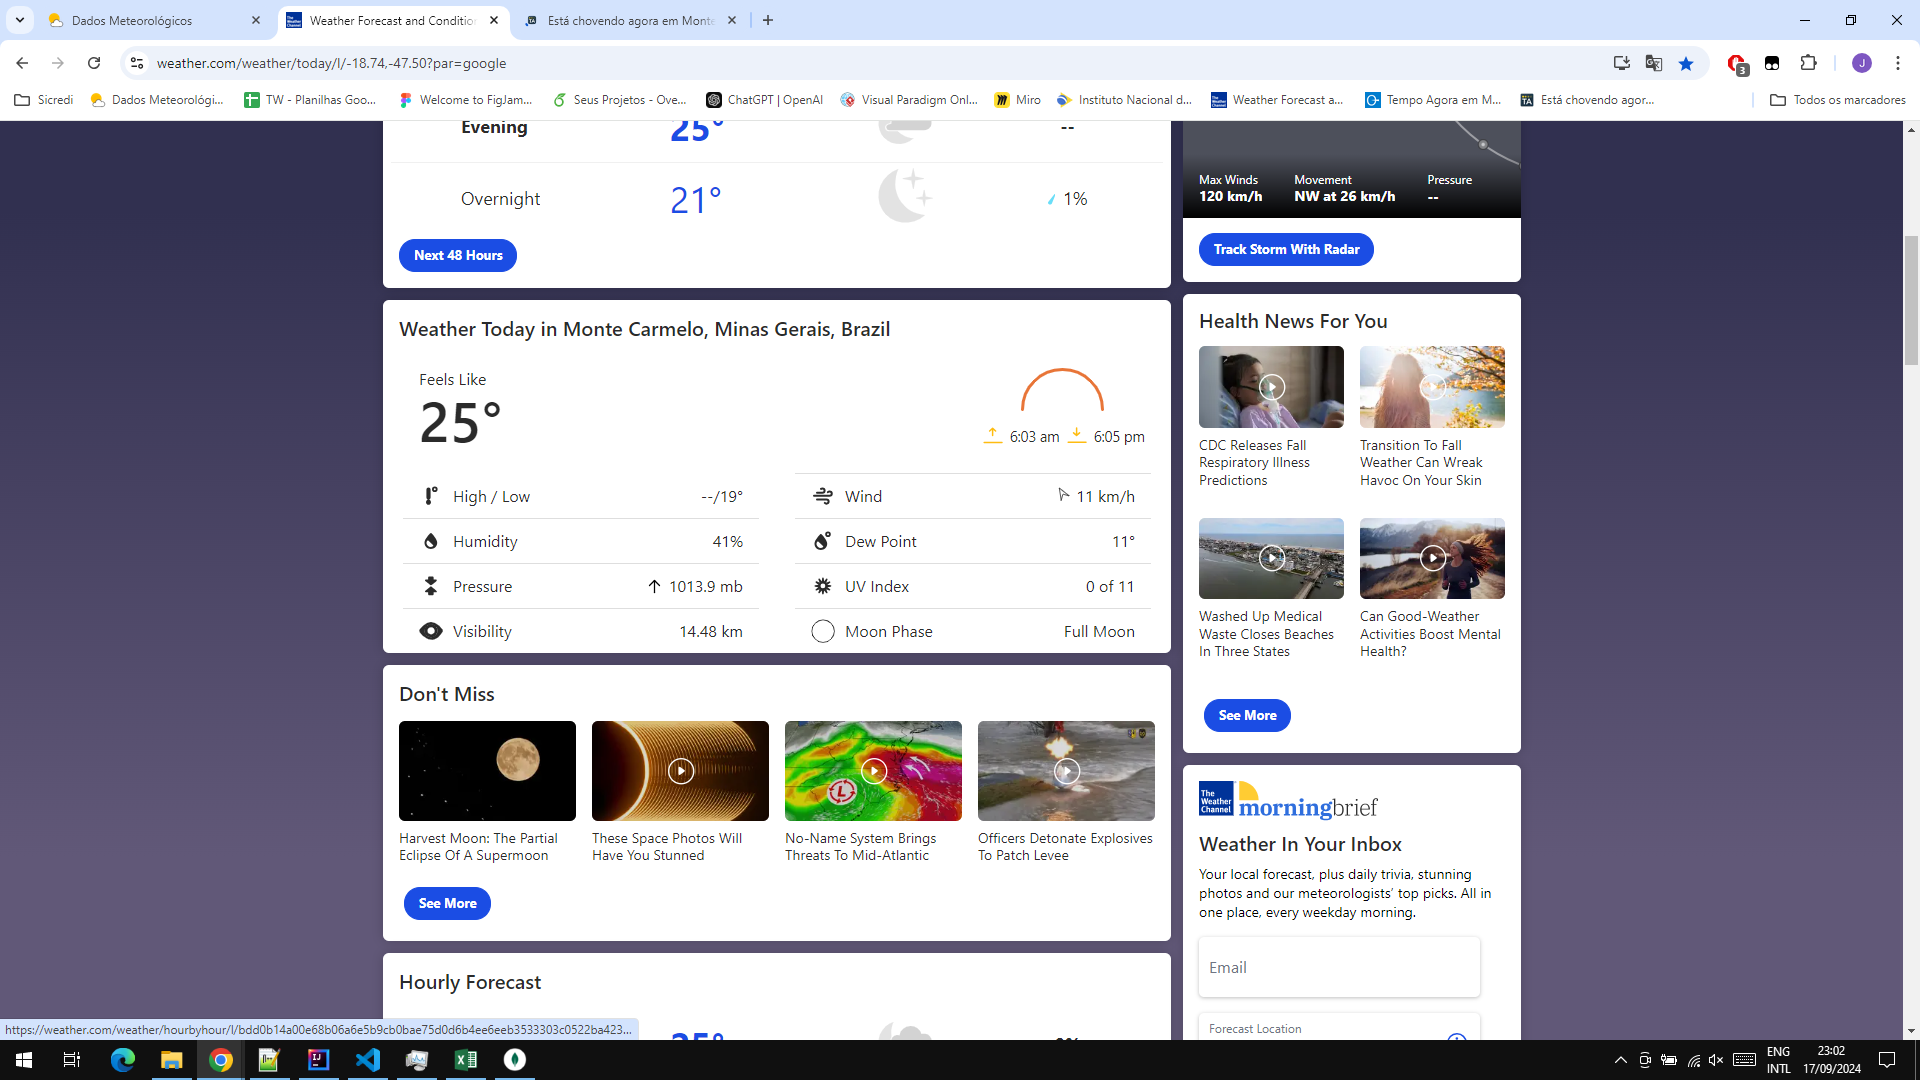 Dados Meteorológicos
Weather Forecast and Condition
Está chovendo agora em Monte
weather.com/weather/today/l/-18.74,-47.50?par=google
3
J
Sicredi
Dados Meteorológi...
TW - Planilhas Goo...
Welcome to FigJam...
Seus Projetos - Ove...
ChatGPT | OpenAI
Visual Paradigm Onl...
Miro
Instituto Nacional d...
Weather Forecast a...
Tempo Agora em M...
Está chovendo agor...
Todos os marcadores
Evening
25°
--
Overnight
21°
1%
Next 48 Hours
Max Winds
Movement
Pressure
120 km/h
NW at 26 km/h
--
Track Storm With Radar
Weather Today in Monte Carmelo, Minas Gerais, Brazil
Feels Like
25°
6:03 am
6:05 pm
High / Low
--/19°
Wind
11 km/h
Humidity
41%
Dew Point
11°
Pressure
1013.9 mb
UV Index
0 of 11
Visibility
14.48 km
Moon Phase
Full Moon
Health News For You
CDC Releases Fall
Respiratory Illness
Predictions
Transition To Fall
Weather Can Wreak
Havoc On Your Skin
Washed Up Medical
Waste Closes Beaches
In Three States
Can Good-Weather
Activities Boost Mental
Health?
See More
Don't Miss
L
Harvest Moon: The Partial
Eclipse Of A Supermoon
These Space Photos Will
Have You Stunned
No-Name System Brings
Threats To Mid-Atlantic
Officers Detonate Explosives
To Patch Levee
See More
The
Weather
Channel
morningbrief
Weather In Your Inbox
Your local forecast, plus daily trivia, stunning
photos and our meteorologists’ top picks. All in
one place, every weekday morning.
Email
Forecast Location
Hourly Forecast
25°
https://weather.com/weather/hourbyhour/l/bdd0b14a00e68b06a6e5b9cb0bae75d0d6b4ee6eeb3533303c0522ba423...
ENG
INTL
23:02
17/09/2024